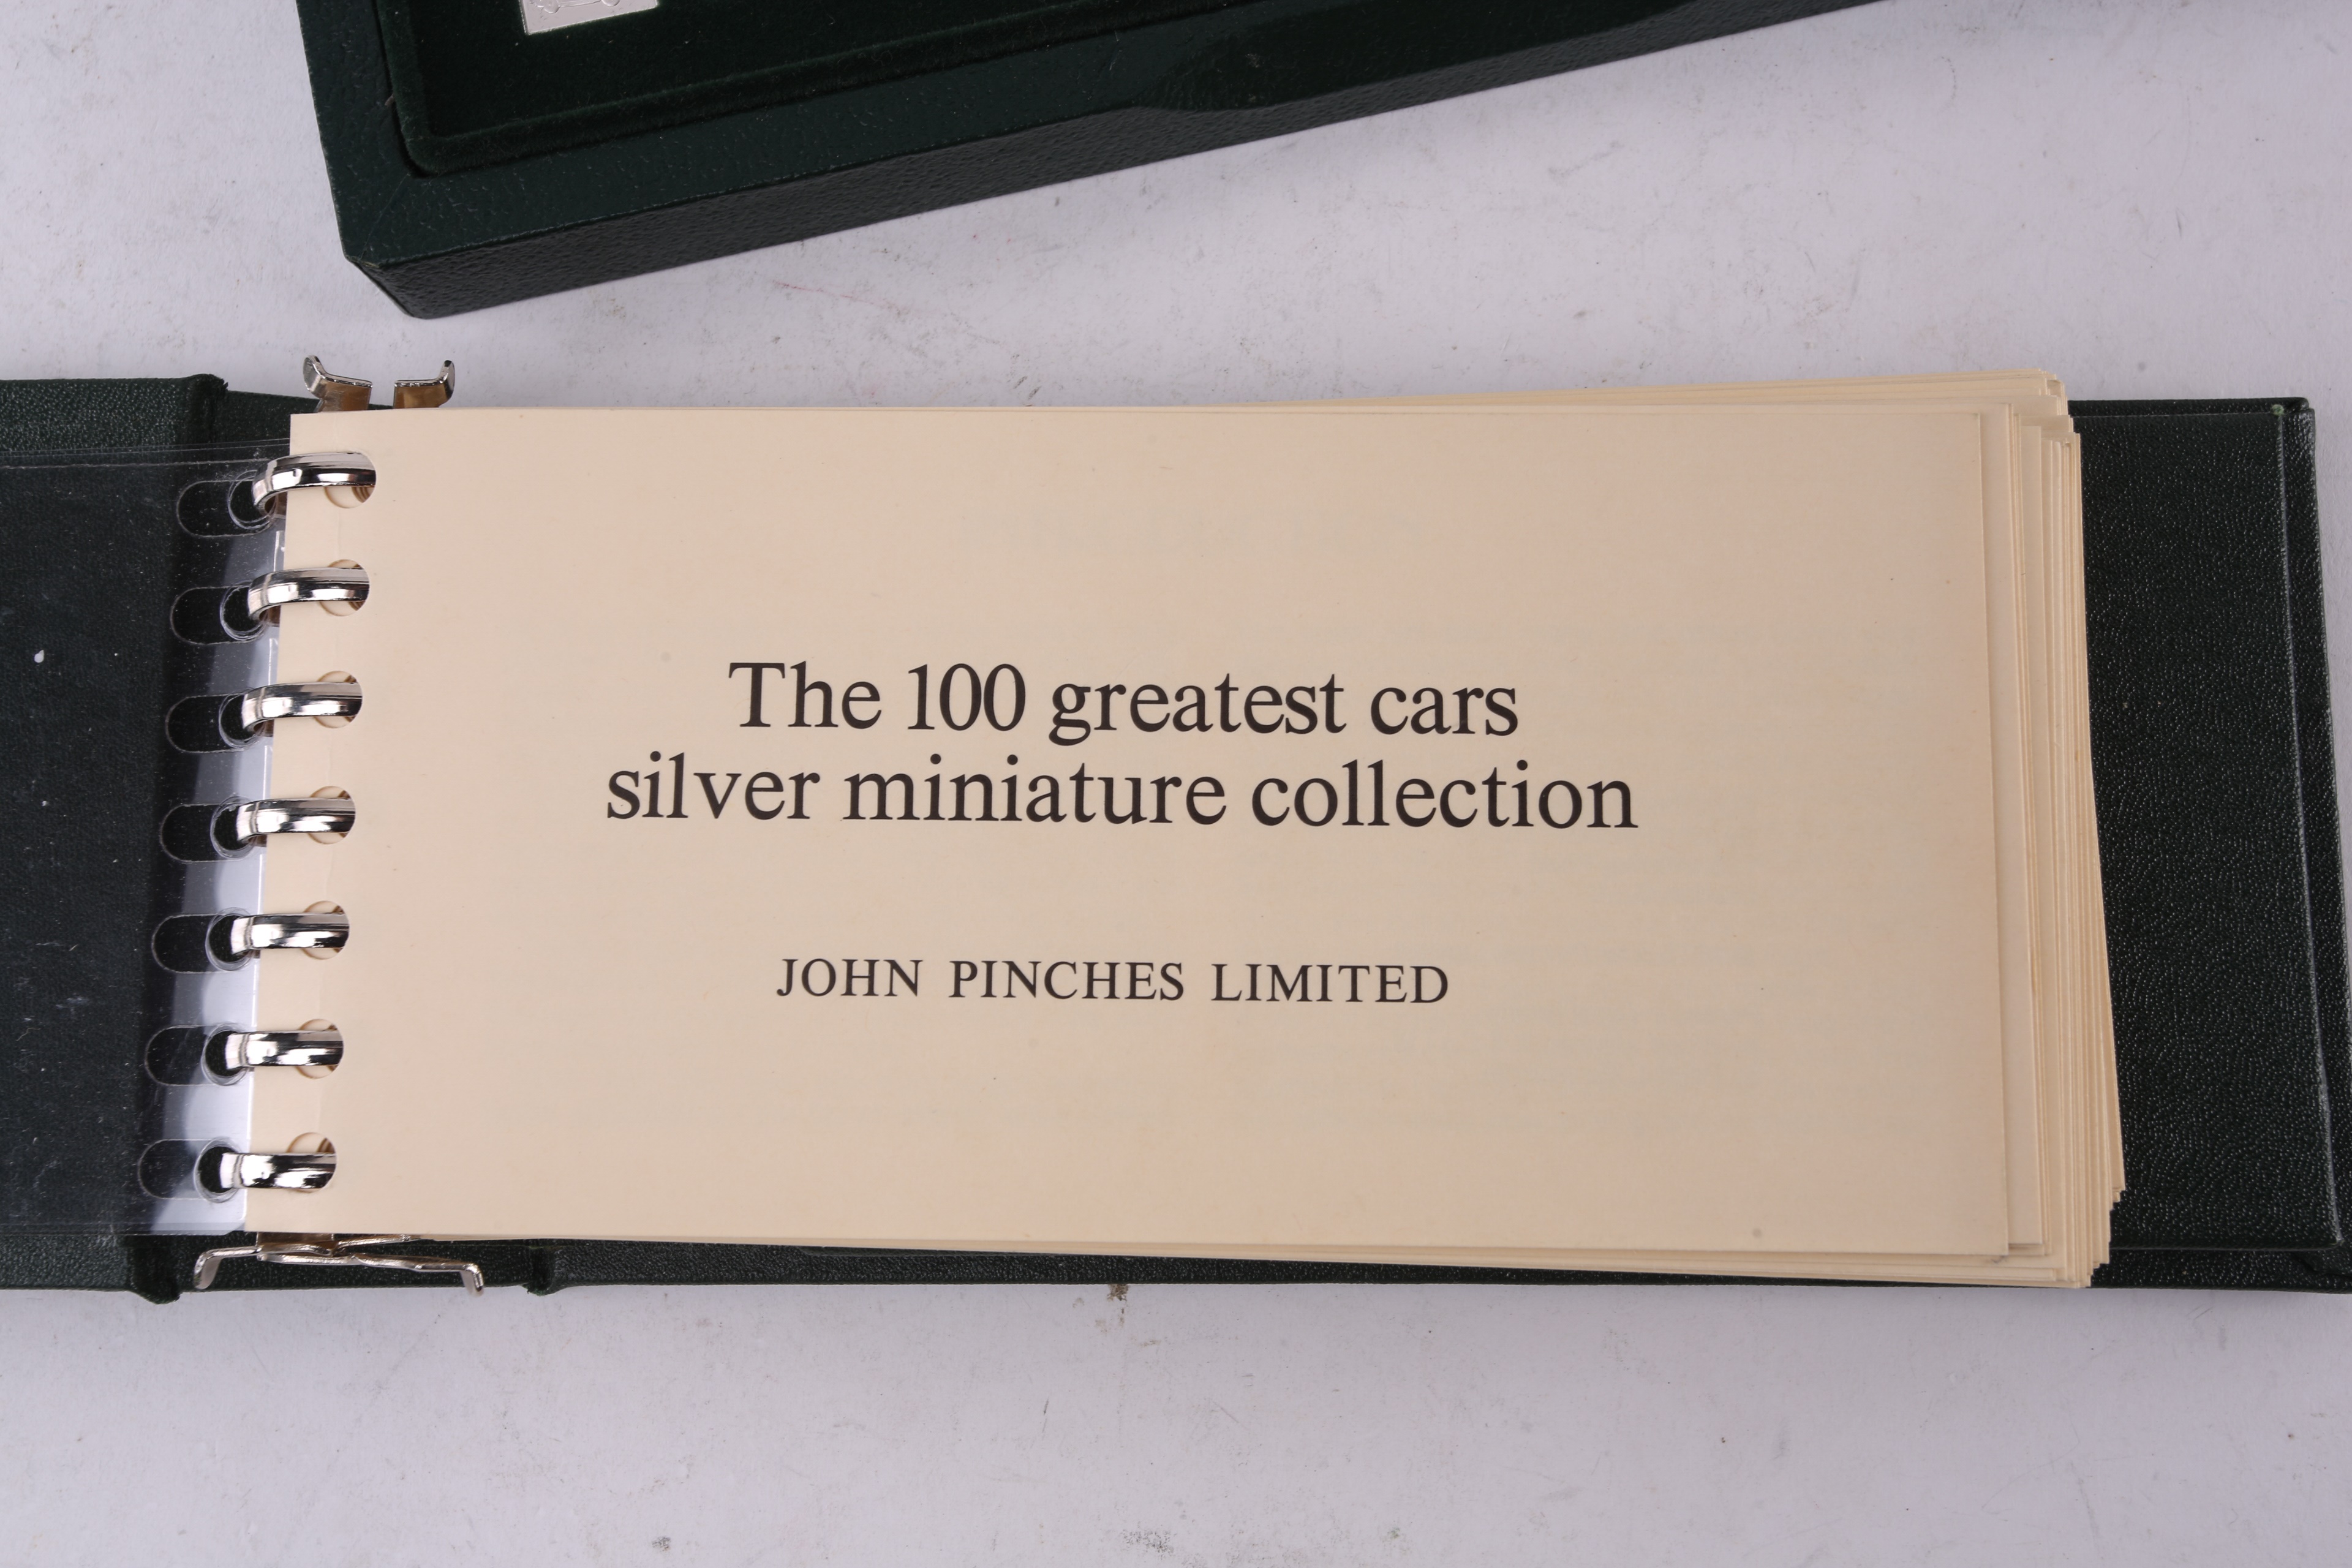 The 100 greatest cars
silver miniature collection
JOHN PINCHES LIMITED